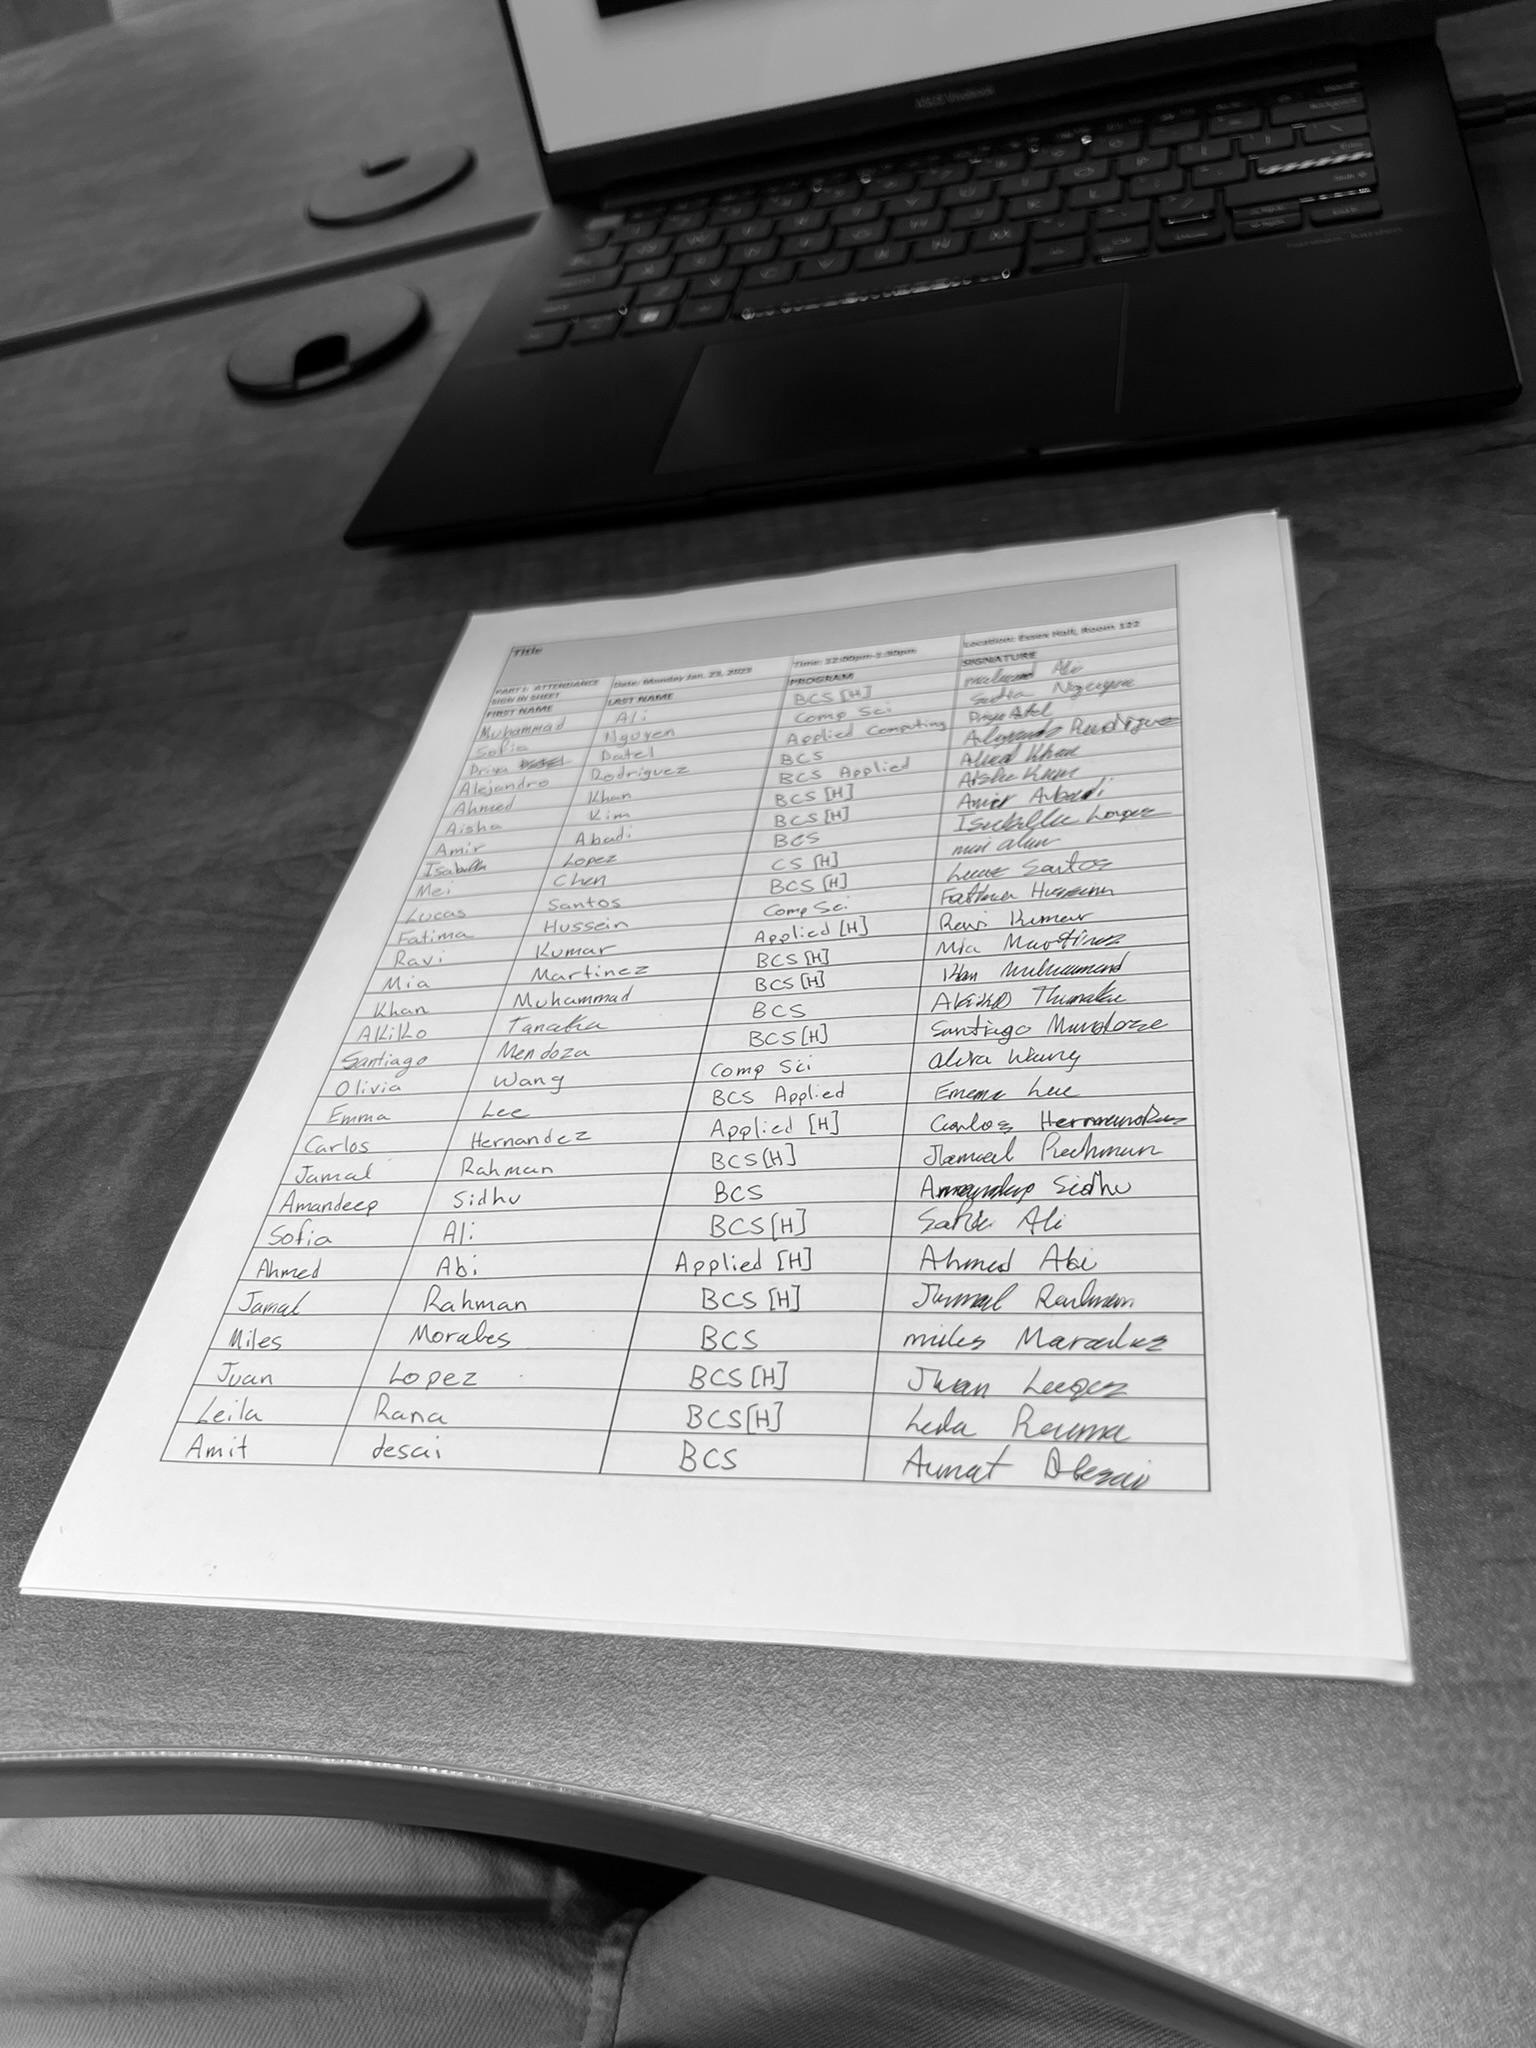 Title
PART I: ATTENDANCE SIGN IN SHEET Date: Monday Jan. 23, 2023 Time: 12:00pm-1:30pm Location: Essex Hall, Room 122
FIRST NAME LAST NAME PROGRAM SIGNATURE
Muhammad Ali BCS [H] Ali
Sofia Nguyen Comp Sci Sofia Nguyen
Priya Patel Applied Computing Priya Patel
Alejandro Rodriguez BCS Alejandro Rodriguez
Ahmed Khan BCS Applied Ahmed Khan
Aisha Kim BCS [H] Aisha Kim
Amir Abadi BCS [H] Amir Abadi
Isabella Lopez BCS Isabella Lopez
Mei Chen CS [H]
Lucas Santos BCS [H] Lucas Santos
Fatima Hussein Comp Sci Fatima Hussein
Ravi Kumar Applied [H] Ravi Kumar
Mia Martinez BCS [H] Mia Martinez
Khan Muhammad BCS [H] Khan Muhammad
AKiKo Tanaka BCS Akiko Tanaka
Santiago Mendoza BCS[H] Santiago Mendoza
Olivia Wang Comp Sci Olivia Wang
Emma Lee BCS Applied Emma Lee
Carlos Hernandez Applied [H] Carlos Hernandez
Jamal Rahman BCS[H] Jamal Rahman
Amandeep Sidhu BCS Amandeep Sidhu
Sofia Ali BCS[H] Sofia Ali
Ahmed Abi Applied [H] Ahmed Abi
Jamal Rahman BCS [H] Jamal Rahman
Miles Morales BCS miles Morales
Juan Lopez BCS[H] Juan Lopez
Leila Rana BCS[H] Leila Rana
Amit desai BCS Amit Desai